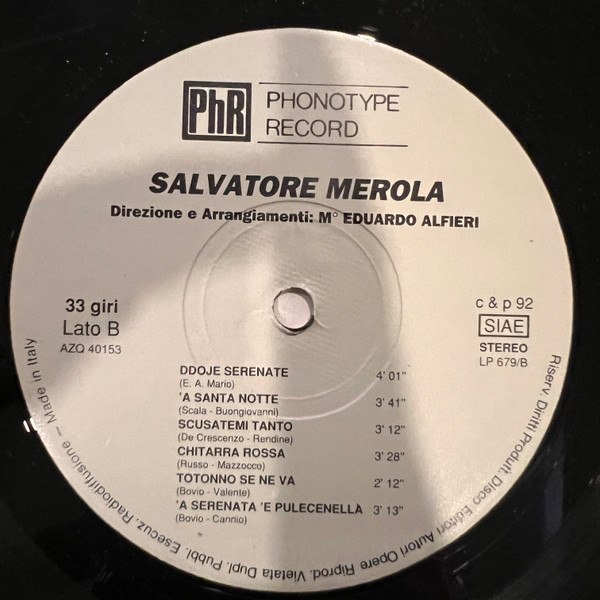 PhR
PHONOTYPE
RECORD
SALVATORE MEROLA
Direzione e Arrangiamenti: M° EDUARDO ALFIERI
33 giri
Lato B
AZQ 40153
c & p 92
SIAE
STEREO
LP 679/B
DDOJE SERENATE 4' 01"
(E. A. Mario)
'A SANTA NOTTE 3' 41"
(Scala - Buongiovanni)
SCUSATEMI TANTO 3' 12"
(De Crescenzo - Rendine)
CHITARRA ROSSA 3' 28"
(Russo - Mazzocco)
TOTONNO SE NE VA 2' 12"
(Bovio - Valente)
'A SERENATA 'E PULECENELLA 3' 13"
(Bovio - Cannio)
Riserv. Diritti Produtt. Disco Editori Autori Opere Riprod. Vietata Dupl. Pubbl. Esecuz. Radiodiffusione – Made in Italy